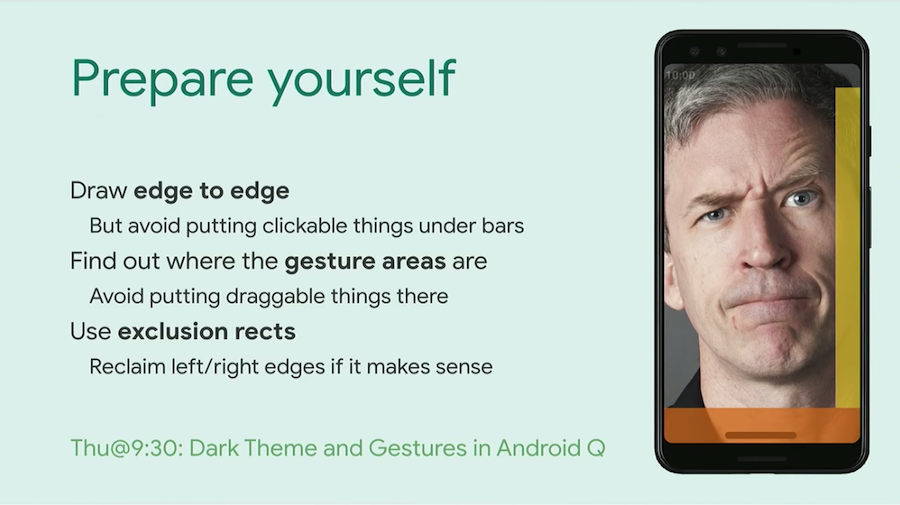 Prepare yourself
10:00
Draw edge to edge
But avoid putting clickable things under bars
Find out where the gesture areas are
Avoid putting draggable things there
Use exclusion rects
Reclaim left/right edges if it makes sense
Thu@9:30: Dark Theme and Gestures in Android Q